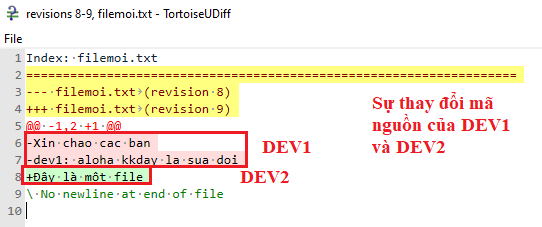 revisions 8-9, filemoi.txt - TortoiseUDiff
File
1 Index: filemoi.txt
2 ===================================================================
3 --- filemoi.txt (revision 8)
4 +++ filemoi.txt (revision 9)
5 @@ -1,2 +1 @@
6 -Xin chao cac ban
7 -dev1: aloha kkday la sua doi
8 +Đây là môt file
9 \ No newline at end of file
10
DEV1
DEV2
Sự thay đổi mã
nguồn của DEV1
và DEV2